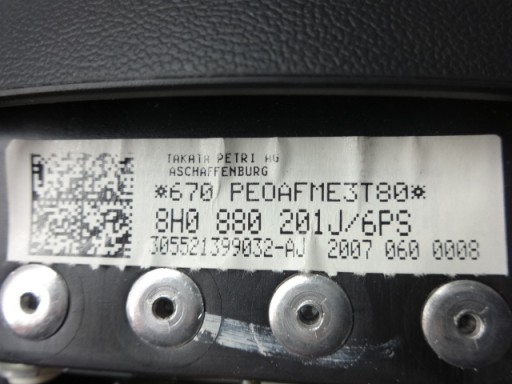 TAKATA PETRI AG
ASCHAFFENBURG
*670 PEOAFME3T80*
8H0 880 201J/6PS
305521399032-AJ 2007 060 0008